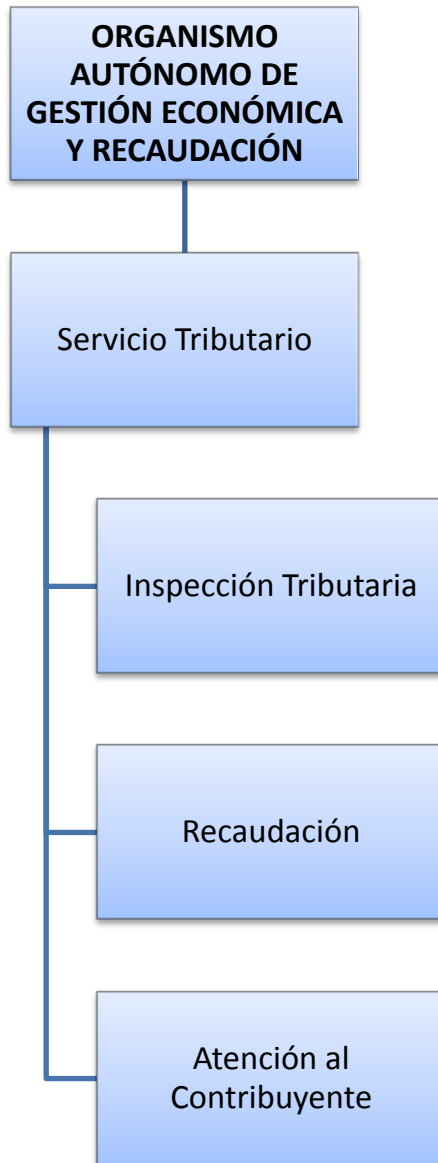 ORGANISMO
AUTÓNOMO DE
GESTIÓN ECONÓMICA
Y RECAUDACIÓN
Servicio Tributario
Inspección Tributaria
Recaudación
Atención al
Contribuyente